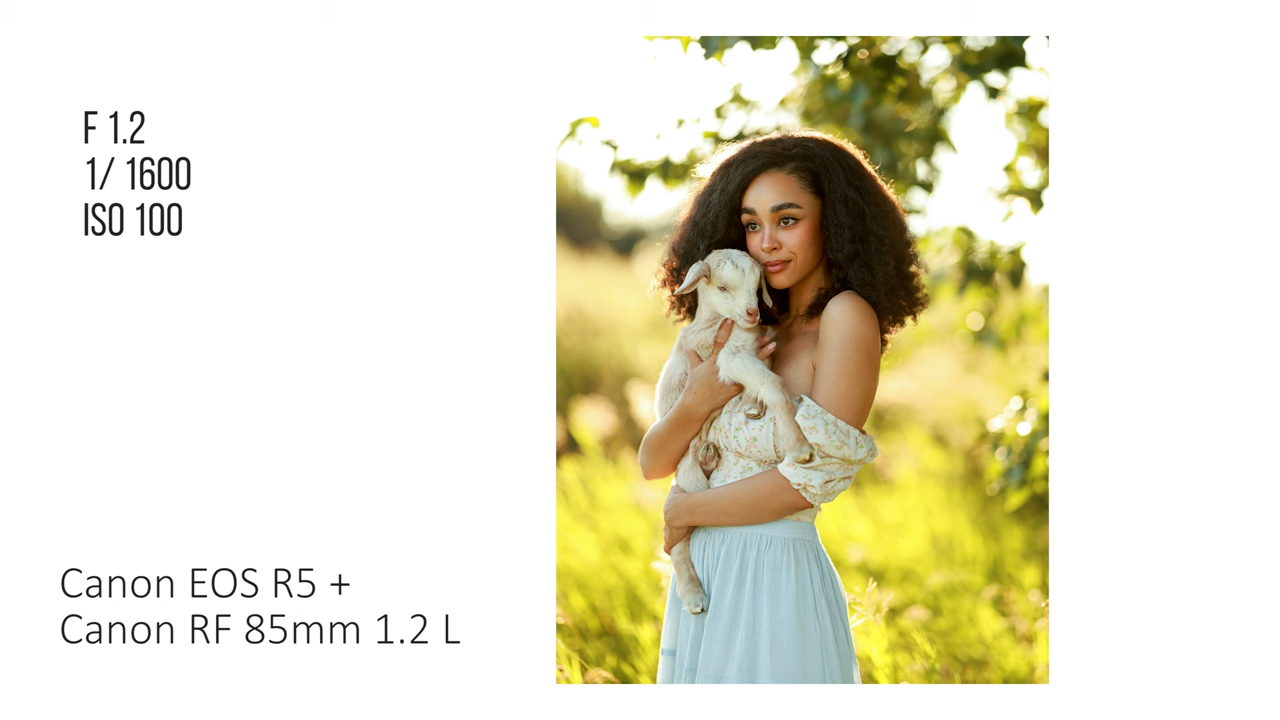 F 1.2
1/ 1600
ISO 100
Canon EOS R5 +
Canon RF 85mm 1.2 L